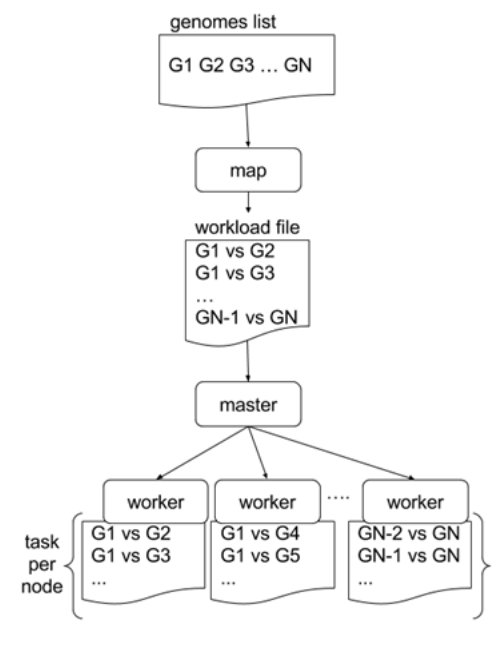 genomes list
G1 G2 G3 ... GN
map
workload file
G1 vs G2
G1 vs G3
...
GN-1 vs GN
master
worker
worker
....
worker
task
per
node
G1 vs G2
G1 vs G3
...
G1 vs G4
G1 vs G5
...
GN-2 vs GN
GN-1 vs GN
...